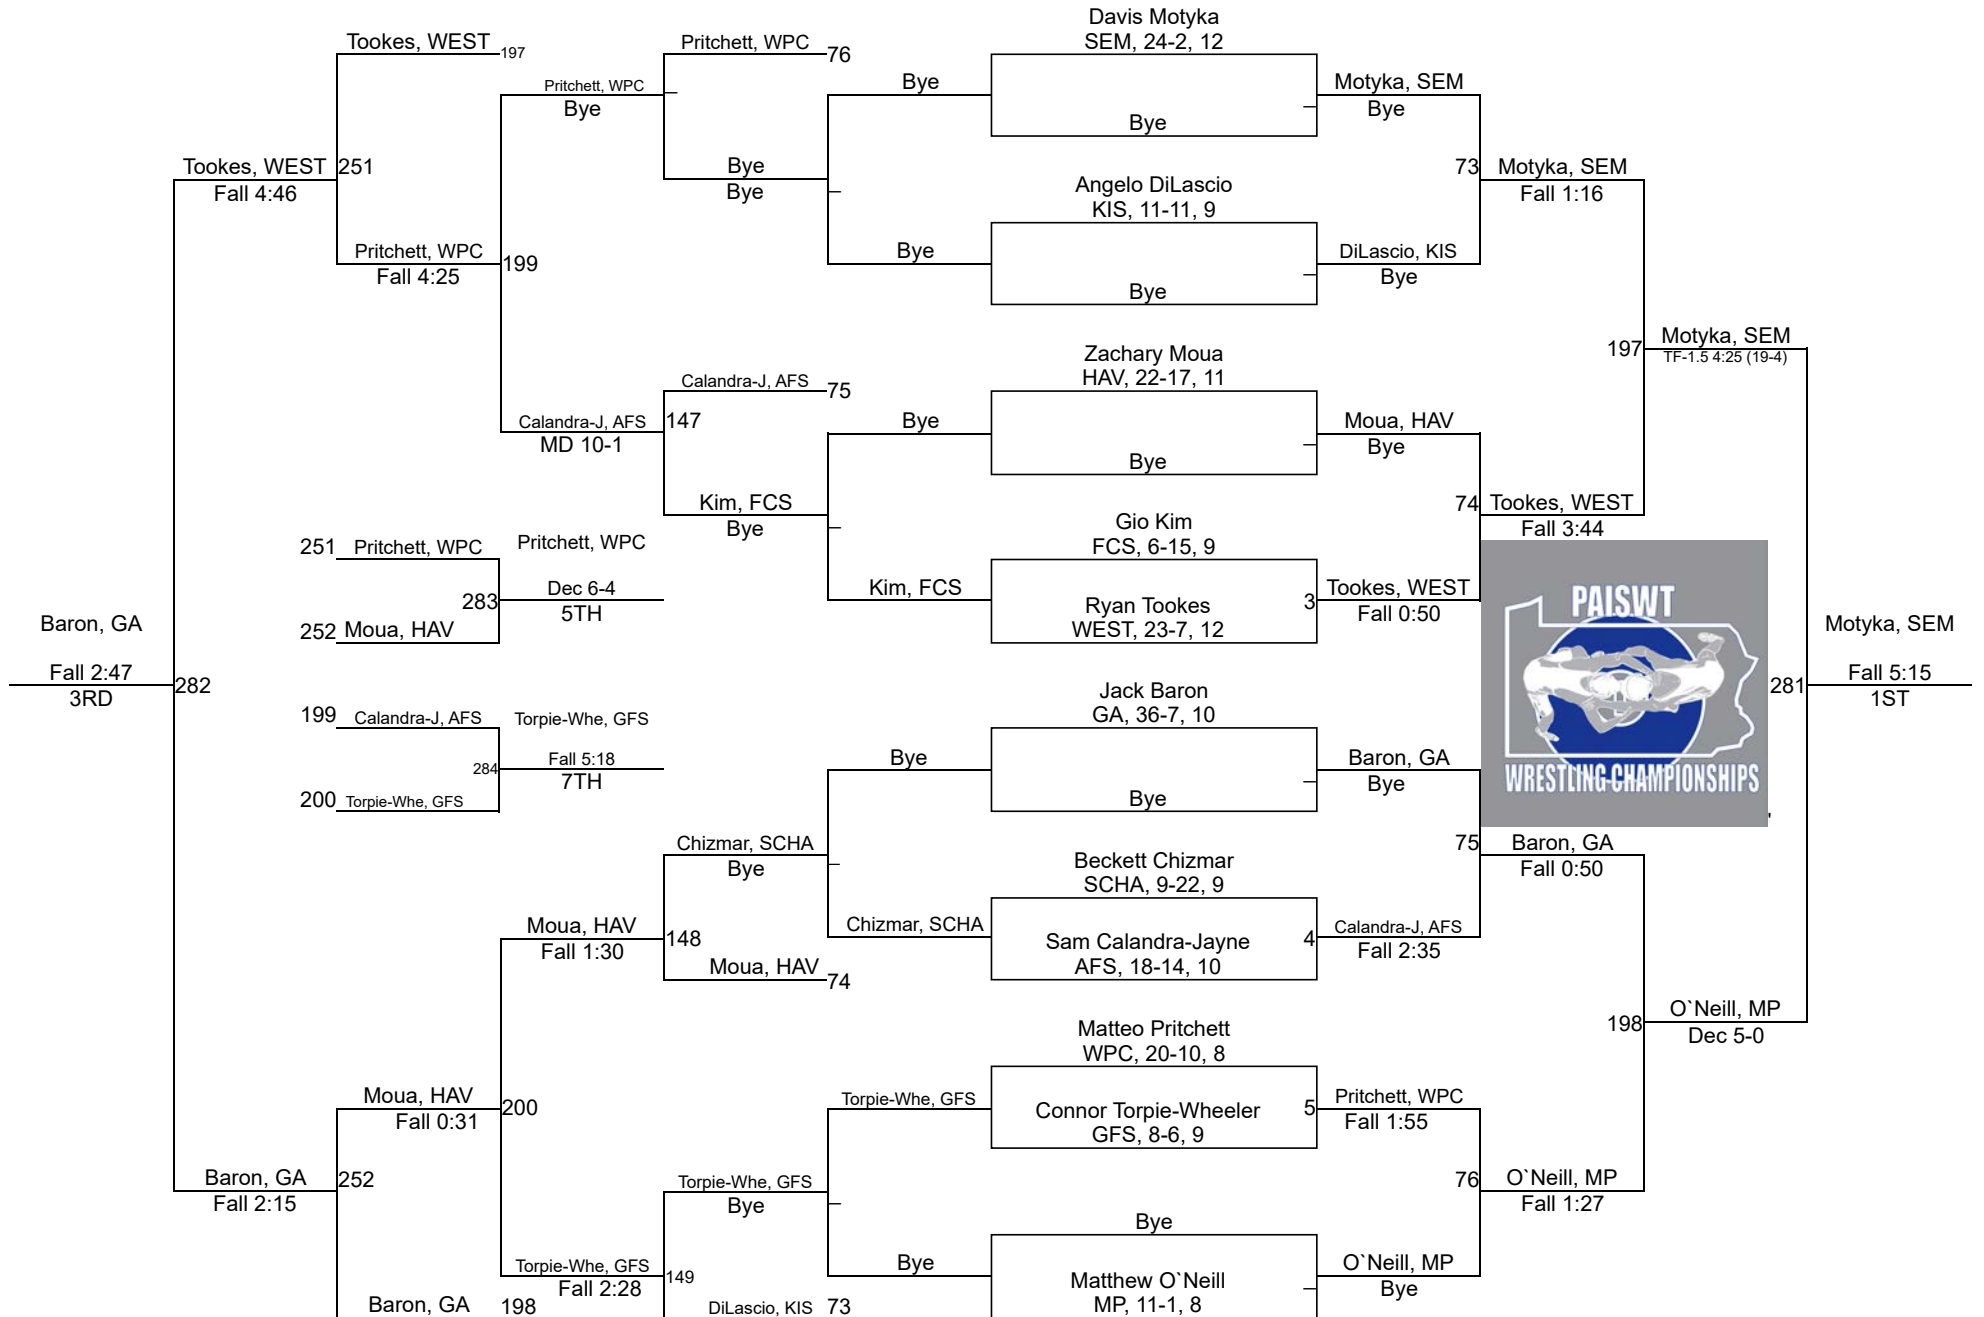 Davis Motyka
SEM, 24-2, 12
Tookes, WEST 197
Pritchett, WPC 76
Pritchett, WPC
Bye
Bye
Motyka, SEM
Bye
Bye
Tookes, WEST 251
Fall 4:46
Bye
Bye
73 Motyka, SEM
Fall 1:16
Angelo DiLascio
KIS, 11-11, 9
Pritchett, WPC 199
Fall 4:25
Bye
DiLascio, KIS
Bye
Bye
Zachary Moua
HAV, 22-17, 11
197 Motyka, SEM
TF-1.5 4:25 (19-4)
Calandra-J, AFS 75
Calandra-J, AFS 147
MD 10-1
Bye
Moua, HAV
Bye
Bye
Kim, FCS
Bye
74 Tookes, WEST
Fall 3:44
Gio Kim
FCS, 6-15, 9
251 Pritchett, WPC
Pritchett, WPC
283
Dec 6-4
5TH
252 Moua, HAV
Kim, FCS
Ryan Tookes
WEST, 23-7, 12
3
Tookes, WEST
Fall 0:50
PAISWT
WRESTLING CHAMPIONSHIPS
Baron, GA
Fall 2:47
3RD
282
Motyka, SEM
281
Fall 5:15
1ST
Jack Baron
GA, 36-7, 10
199 Calandra-J, AFS
Torpie-Whe, GFS
284
Fall 5:18
7TH
200 Torpie-Whe, GFS
Bye
Baron, GA
Bye
Bye
Chizmar, SCHA
Bye
75 Baron, GA
Fall 0:50
Beckett Chizmar
SCHA, 9-22, 9
Moua, HAV 148
Fall 1:30
Moua, HAV 74
Chizmar, SCHA
Sam Calandra-Jayne
AFS, 18-14, 10
4
Calandra-J, AFS
Fall 2:35
198 O`Neill, MP
Dec 5-0
Matteo Pritchett
WPC, 20-10, 8
Moua, HAV 200
Fall 0:31
Torpie-Whe, GFS
Connor Torpie-Wheeler
GFS, 8-6, 9
5
Pritchett, WPC
Fall 1:55
Baron, GA 252
Fall 2:15
Torpie-Whe, GFS
Bye
76 O`Neill, MP
Fall 1:27
Bye
Torpie-Whe, GFS 149
Fall 2:28
Bye
Matthew O`Neill
MP, 11-1, 8
O`Neill, MP
Bye
Baron, GA 198
DiLascio, KIS 73